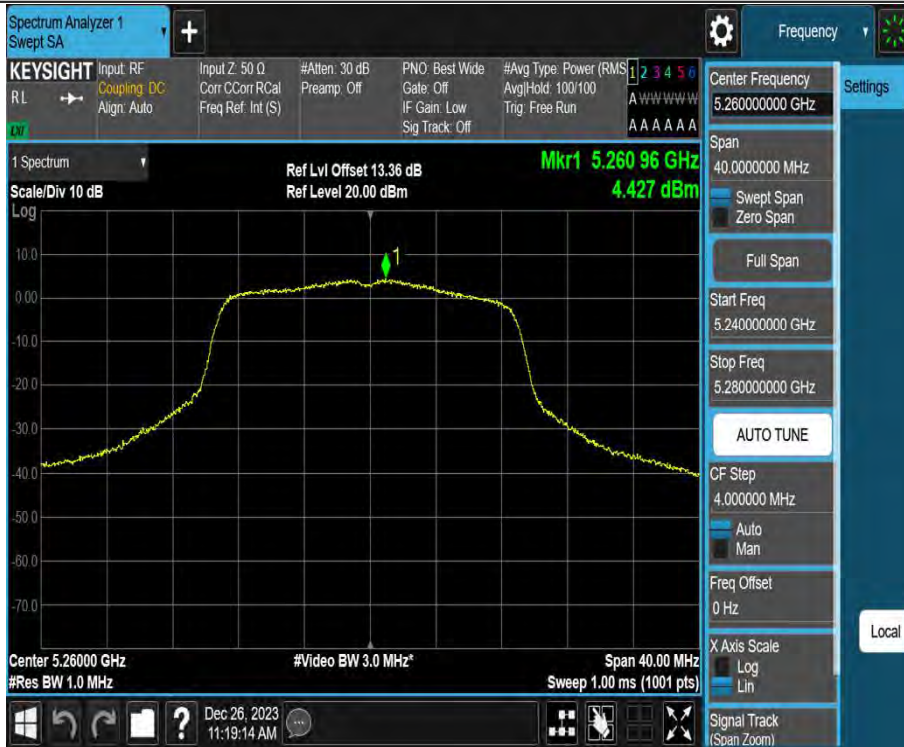 Spectrum Analyzer 1
Swept SA
+
Frequency
KEYSIGHT
R L
LXI
Input: RF
Coupling: DC
Align: Auto
Input Z: 50 Ω
Corr CCorr RCal
Freq Ref: Int (S)
#Atten: 30 dB
Preamp: Off
PNO: Best Wide
Gate: Off
IF Gain: Low
Sig Track: Off
#Avg Type: Power (RMS
Avg|Hold: 100/100
Trig: Free Run
1 2 3 4 5 6
A W W W W W
A A A A A A
1 Spectrum
Scale/Div 10 dB
Log
Ref Lvl Offset 13.36 dB
Ref Level 20.00 dBm
Mkr1 5.260 96 GHz
4.427 dBm
1
10.0
0.00
-10.0
-20.0
-30.0
-40.0
-50.0
-60.0
-70.0
Center 5.26000 GHz
#Res BW 1.0 MHz
#Video BW 3.0 MHz*
Span 40.00 MHz
Sweep 1.00 ms (1001 pts)
?
Dec 26, 2023
11:19:14 AM
Center Frequency
5.260000000 GHz
Span
40.0000000 MHz
Swept Span
Zero Span
Full Span
Start Freq
5.240000000 GHz
Stop Freq
5.280000000 GHz
AUTO TUNE
CF Step
4.000000 MHz
Auto
Man
Freq Offset
0 Hz
X Axis Scale
Log
Lin
Signal Track
(Span Zoom)
Settings
Local